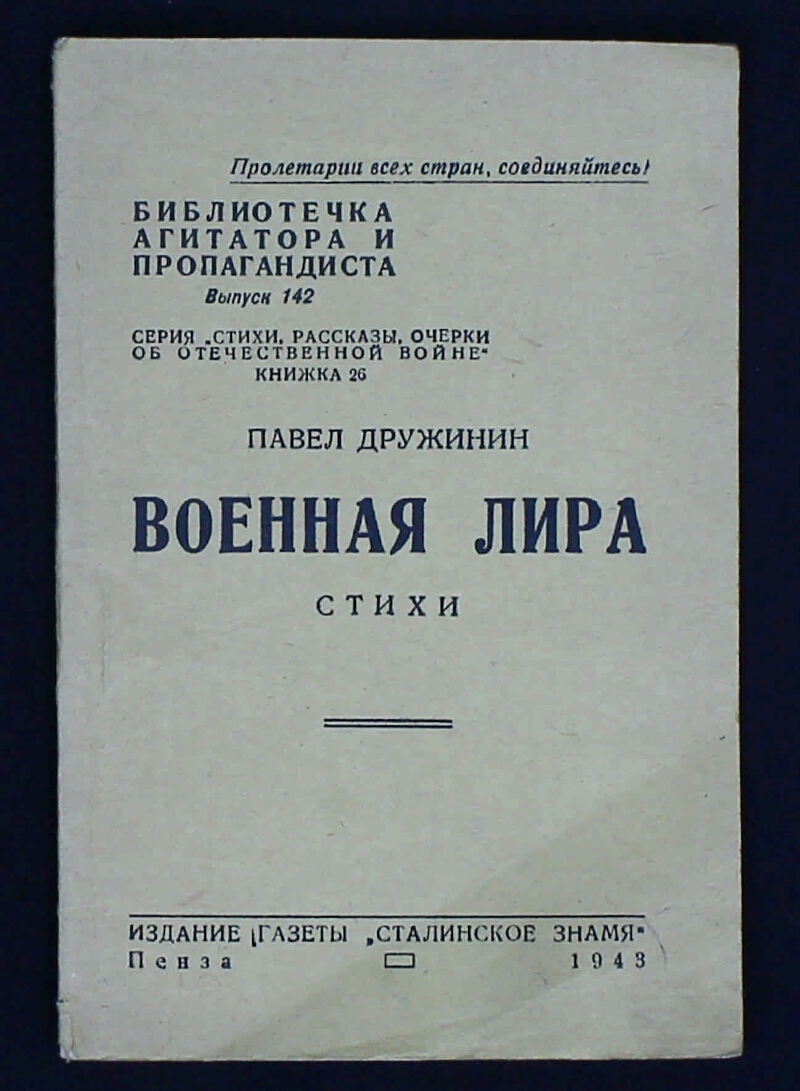 Пролетарии всех стран, соединяйтесь!
БИБЛИОТЕЧКА
АГИТАТОРА И
ПРОПАГАНДИСТА
Выпуск 142
СЕРИЯ „СТИХИ, РАССКАЗЫ, ОЧЕРКИ
ОБ ОТЕЧЕСТВЕННОЙ ВОЙНЕ“
КНИЖКА 26
ПАВЕЛ ДРУЖИНИН
ВОЕННАЯ ЛИРА
СТИХИ
ИЗДАНИЕ ГАЗЕТЫ „СТАЛИНСКОЕ ЗНАМЯ“
Пенза 1943